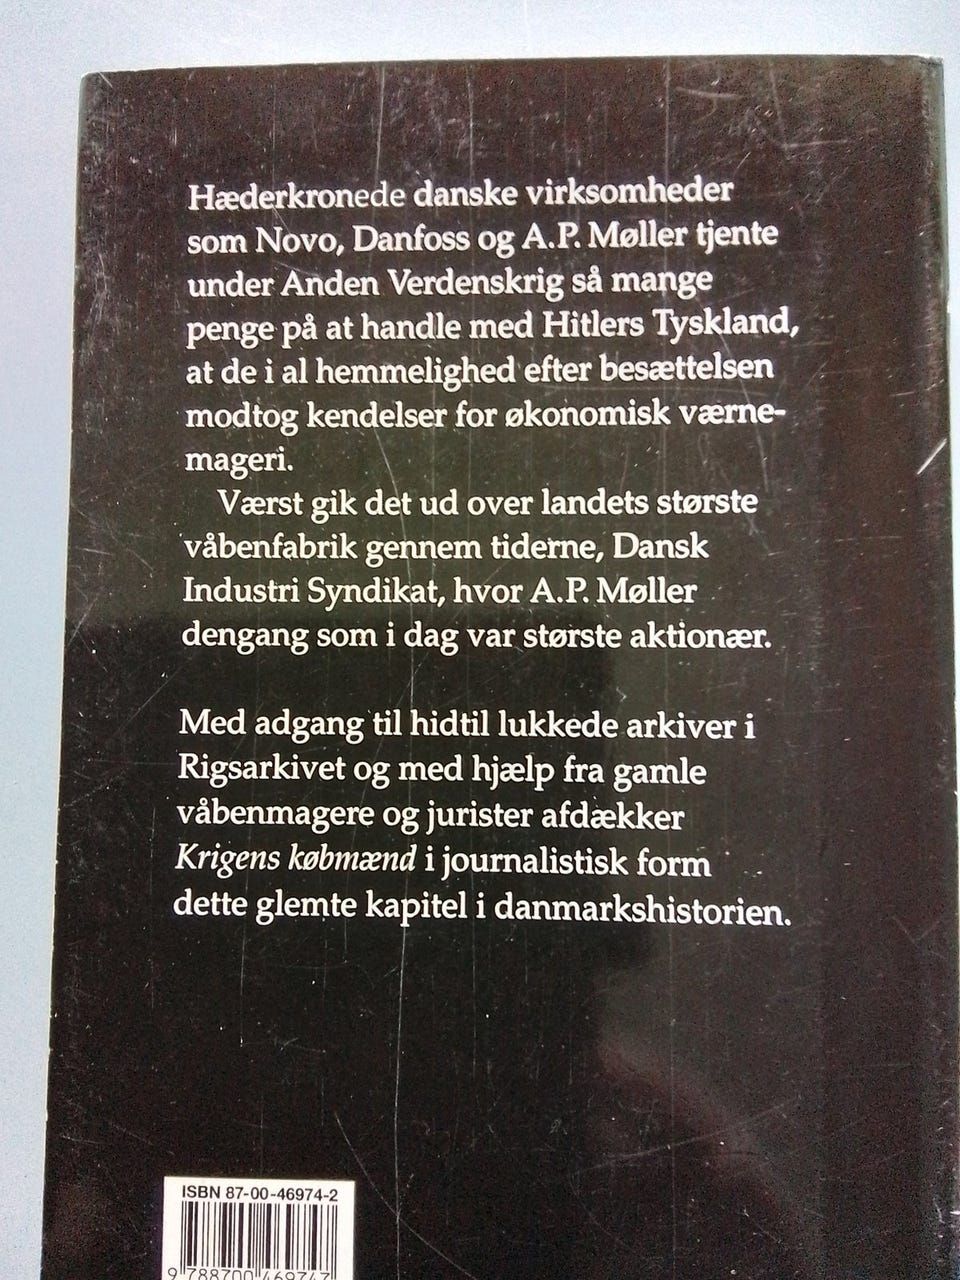 Hæderkronede danske virksomheder
som Novo, Danfoss og A.P. Møller tjente
under Anden Verdenskrig så mange
penge på at handle med Hitlers Tyskland,
at de i al hemmelighed efter besættelsen
modtog kendelser for økonomisk værne-
mageri.
Værst gik det ud over landets største
våbenfabrik gennem tiderne, Dansk
Industri Syndikat, hvor A.P. Møller
dengang som i dag var største aktionær.
Med adgang til hidtil lukkede arkiver i
Rigsarkivet og med hjælp fra gamle
våbenmagere og jurister afdækker
Krigens købmænd i journalistisk form
dette glemte kapitel i danmarkshistorien.
ISBN 87-00-46974-2
9 788700 469747